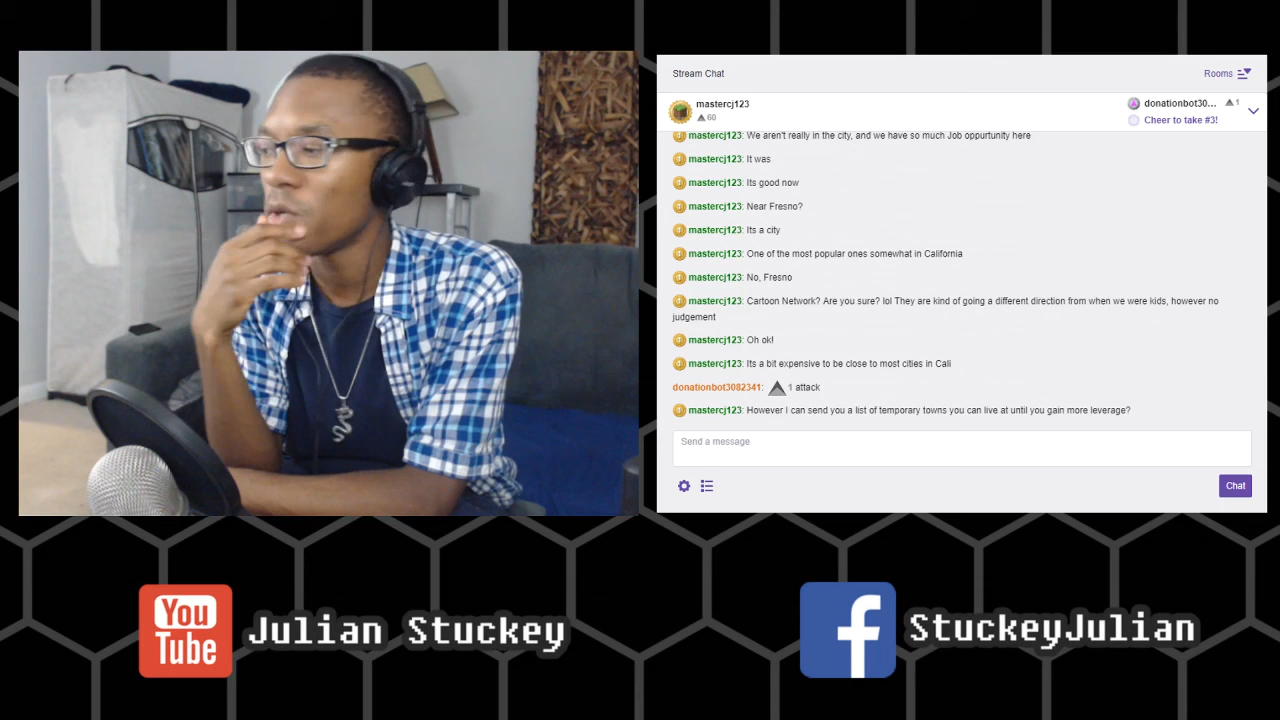 Stream Chat
Rooms
mastercj123
60
donationbot30... 1
Cheer to take #3!
mastercj123: We aren't really in the city, and we have so much Job oppurtunity here
mastercj123: It was
mastercj123: Its good now
mastercj123: Near Fresno?
mastercj123: Its a city
mastercj123: One of the most popular ones somewhat in California
mastercj123: No, Fresno
mastercj123: Cartoon Network? Are you sure? lol They are kind of going a different direction from when we were kids, however no
judgement
mastercj123: Oh ok!
mastercj123: Its a bit expensive to be close to most cities in Cali
donationbot3082341: 1 attack
mastercj123: However I can send you a list of temporary towns you can live at until you gain more leverage?
Send a message
Chat
You
Tube
Julian Stuckey
f
StuckeyJulian